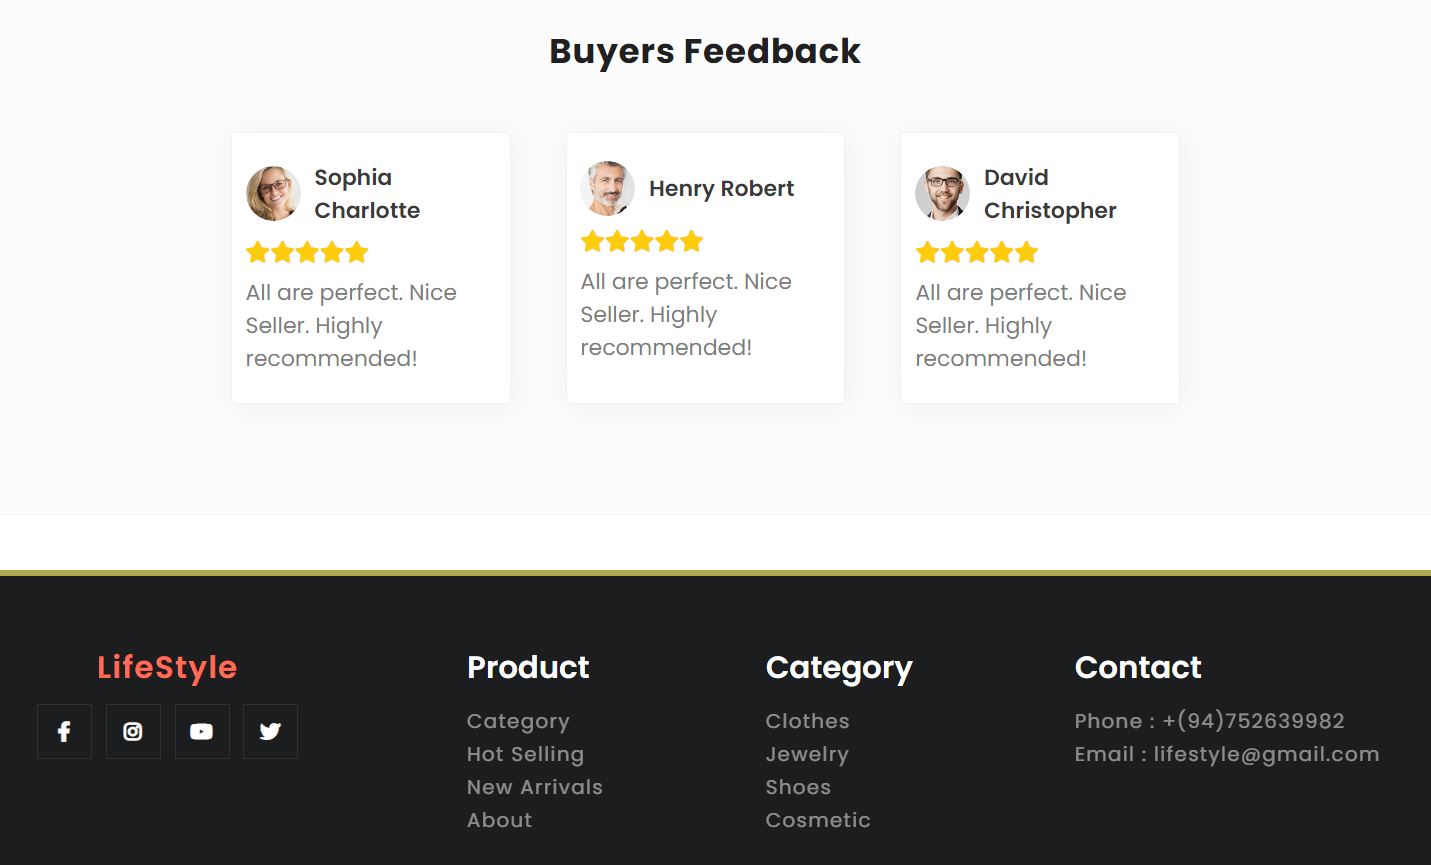 Buyers Feedback
Sophia
Charlotte
All are perfect. Nice
Seller. Highly
recommended!
Henry Robert
All are perfect. Nice
Seller. Highly
recommended!
David
Christopher
All are perfect. Nice
Seller. Highly
recommended!
LifeStyle
Product
Category
Hot Selling
New Arrivals
About
Category
Clothes
Jewelry
Shoes
Cosmetic
Contact
Phone : +(94)752639982
Email : lifestyle@gmail.com